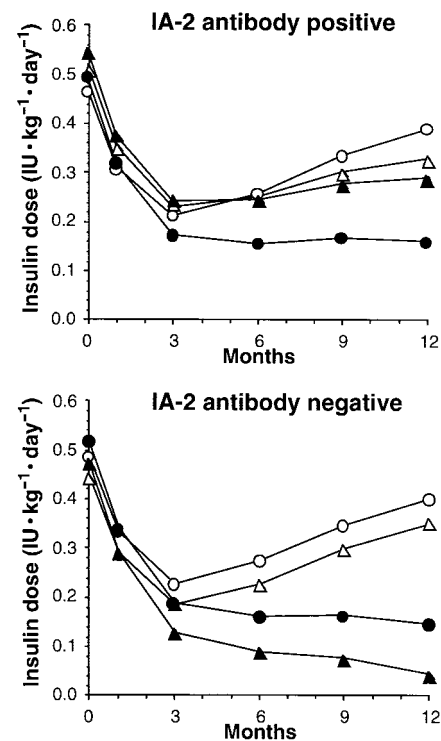 IA-2 antibody positive
Insulin dose (IU·kg⁻¹·day⁻¹)
0.6
0.5
0.4
0.3
0.2
0.1
0.0
0 3 6 9 12
Months
IA-2 antibody negative
Insulin dose (IU·kg⁻¹·day⁻¹)
0.6
0.5
0.4
0.3
0.2
0.1
0.0
0 3 6 9 12
Months